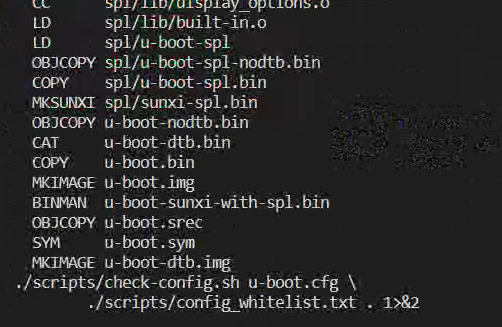 CC spl/lib/display_options.o
LD spl/lib/built-in.o
LD spl/u-boot-spl
OBJCOPY spl/u-boot-spl-nodtb.bin
COPY spl/u-boot-spl.bin
MKSUNXI spl/sunxi-spl.bin
OBJCOPY u-boot-nodtb.bin
CAT u-boot-dtb.bin
COPY u-boot.bin
MKIMAGE u-boot.img
BINMAN u-boot-sunxi-with-spl.bin
OBJCOPY u-boot.srec
SYM u-boot.sym
MKIMAGE u-boot-dtb.img
./scripts/check-config.sh u-boot.cfg \
./scripts/config_whitelist.txt . 1>&2